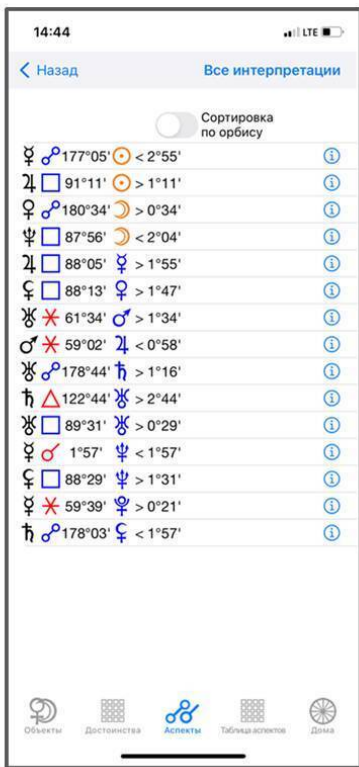 14:44 LTE
Назад Все интерпретации
Сортировка
по орбису
☿ ☍ 177°05' ☉ < 2°55'
♃ □ 91°11' ☉ > 1°11'
♀ ☍ 180°34' ☽ > 0°34'
♆ □ 87°56' ☽ < 2°04'
♃ □ 88°05' ☿ > 1°55'
⚸ □ 88°13' ♀ > 1°47'
♅ ⚹ 61°34' ♂ > 1°34'
♂ ⚹ 59°02' ♃ < 0°58'
♅ ☍ 178°44' ♄ > 1°16'
♄ △ 122°44' ♅ > 2°44'
♅ □ 89°31' ♅ > 0°29'
☿ ☌ 1°57' ♆ < 1°57'
⚸ □ 88°29' ♆ > 1°31'
☿ ⚹ 59°39' ♇ > 0°21'
♄ ☍ 178°03' ⚸ < 1°57'
Объекты Достоинства Аспекты Таблица аспектов Дома